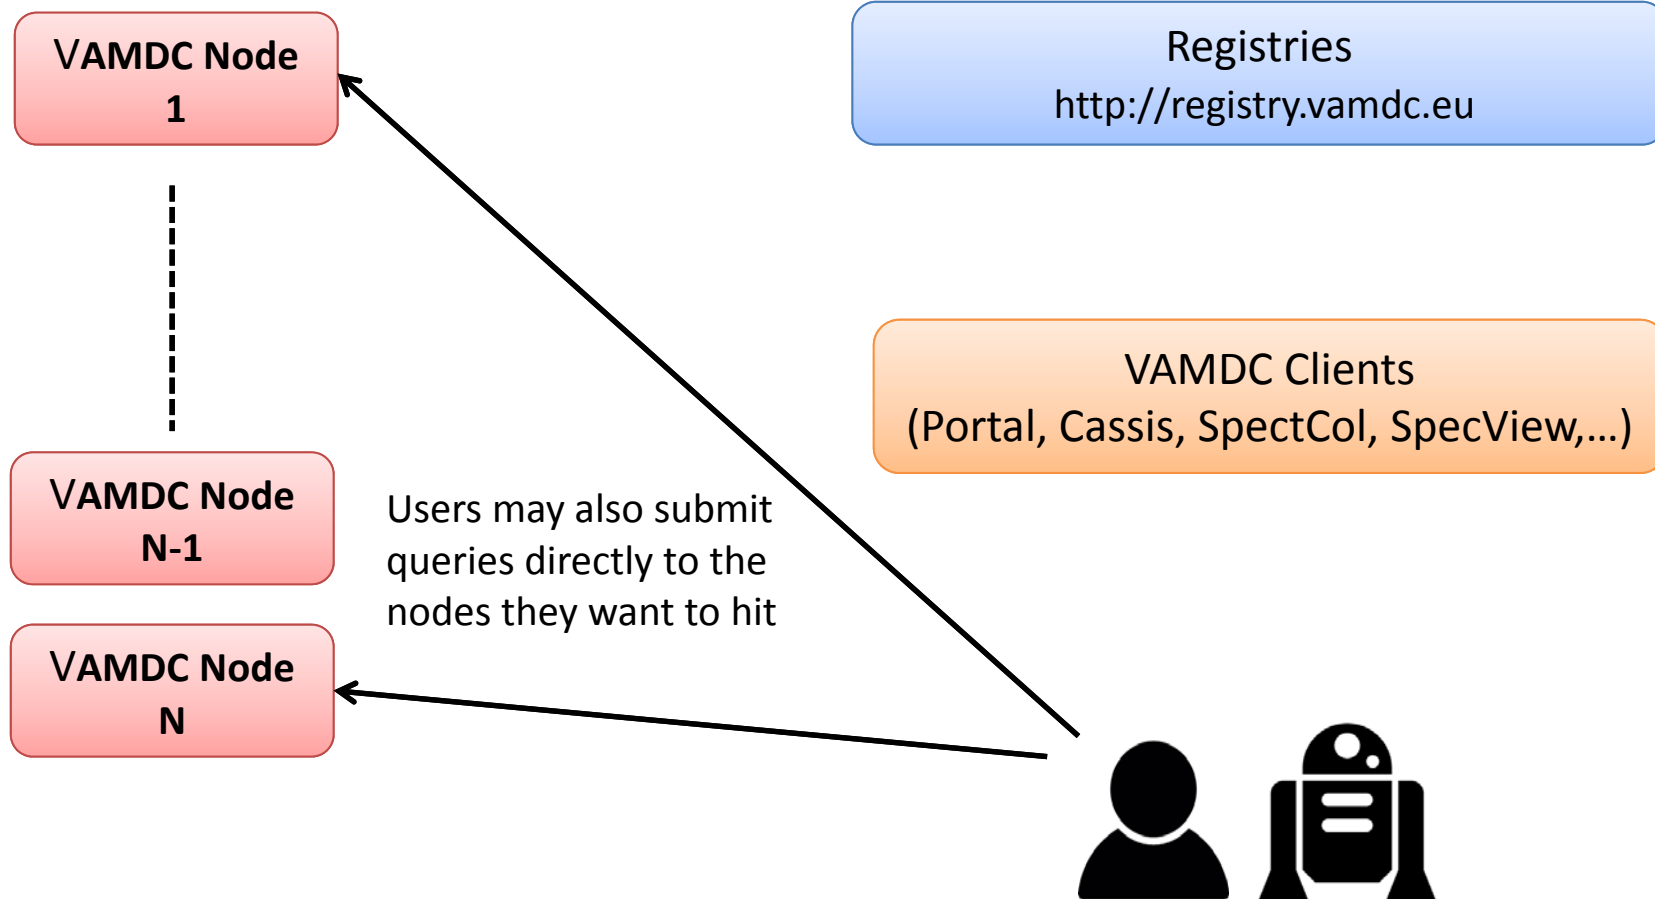 VAMDC Node
1
Registries
http://registry.vamdc.eu
VAMDC Clients
(Portal, Cassis, SpectCol, SpecView,...)
VAMDC Node
N-1
Users may also submit
queries directly to the
nodes they want to hit
VAMDC Node
N